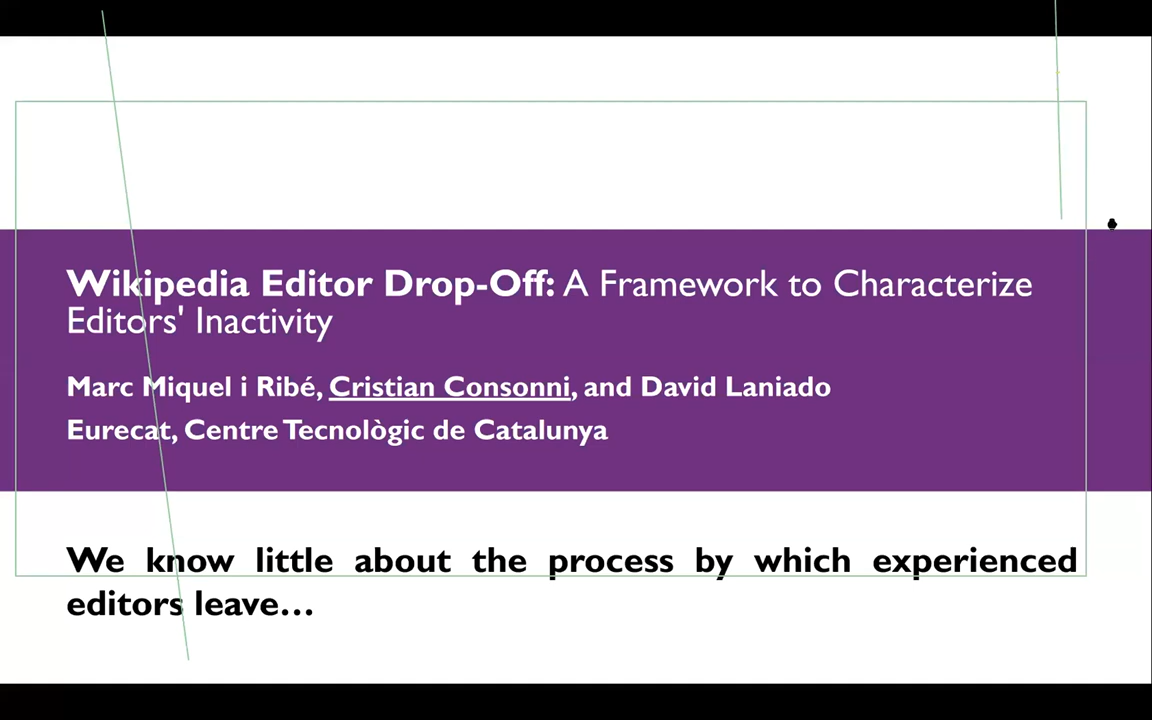 Wikipedia Editor Drop-Off: A Framework to Characterize
Editors' Inactivity
Marc Miquel i Ribé, Cristian Consonni, and David Laniado
Eurecat, Centre Tecnològic de Catalunya
We know little about the process by which experienced
editors leave…